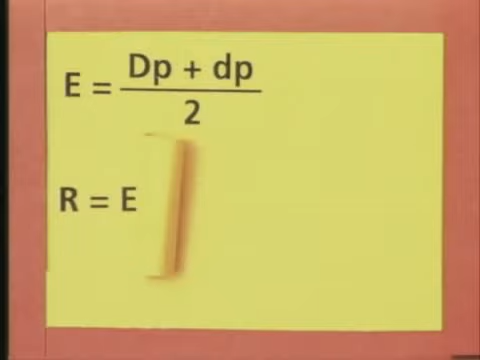 E = Dp + dp
2
R = E